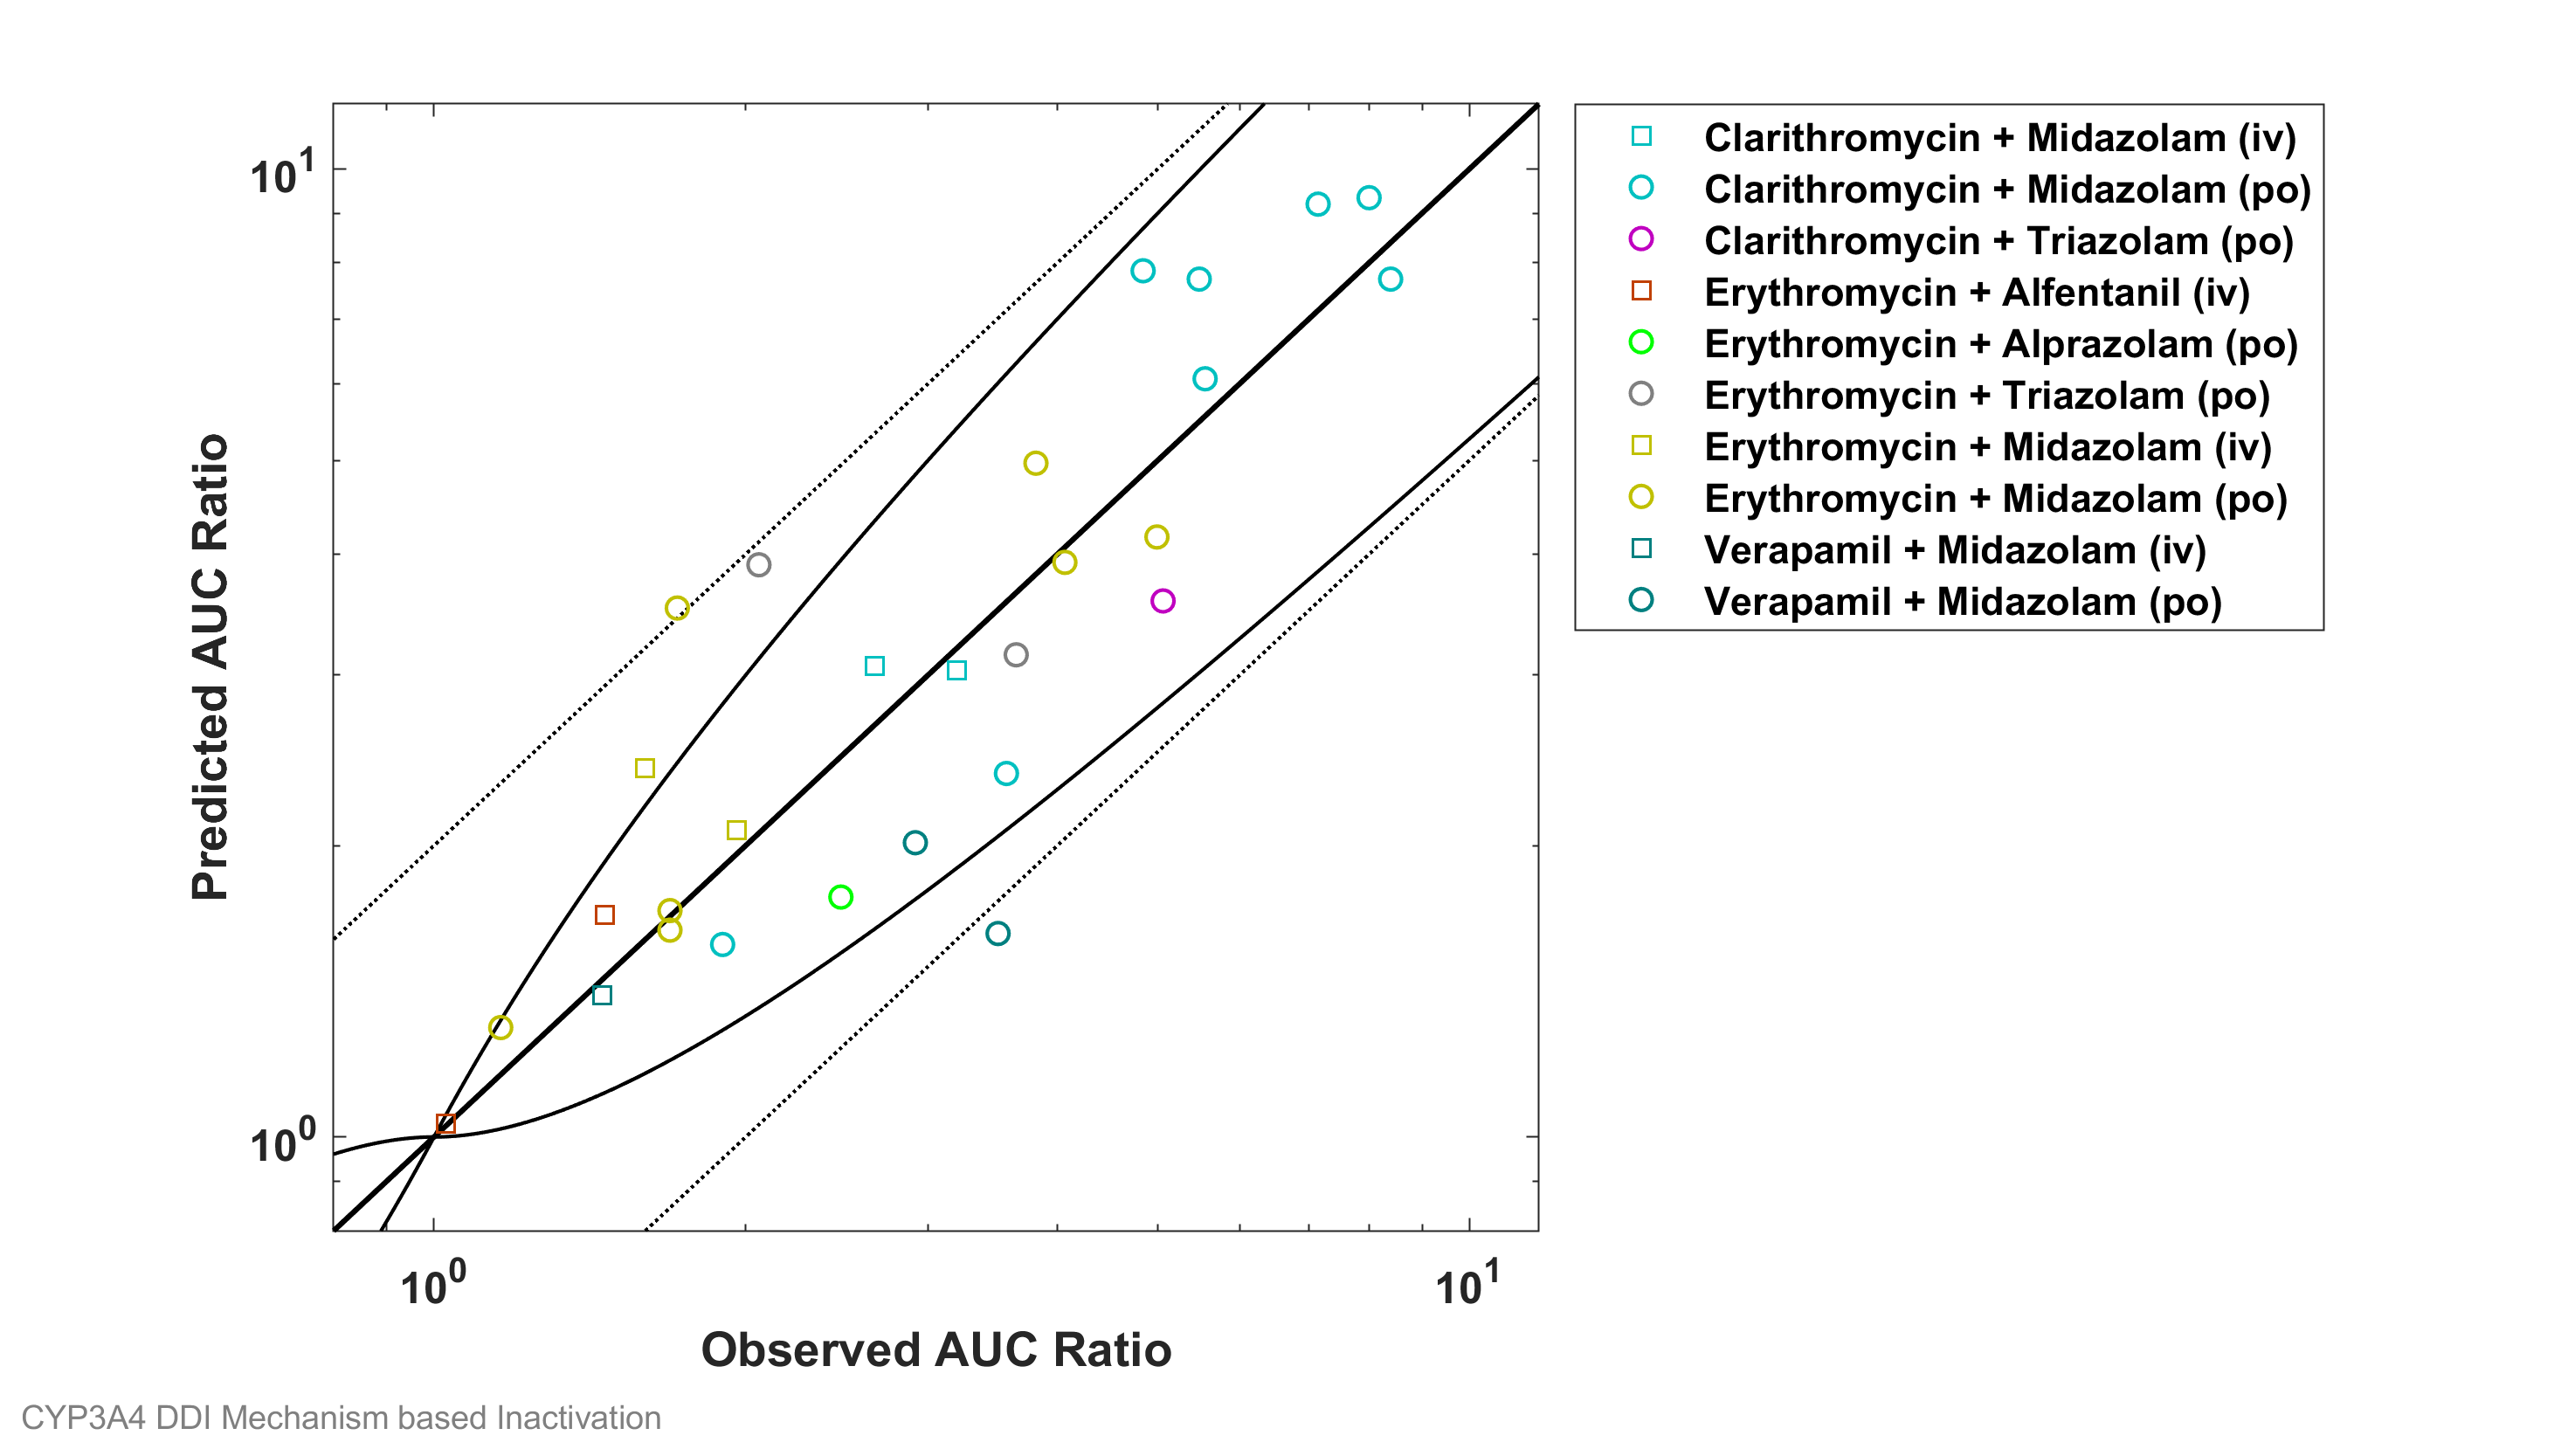 10^1
10^0
10^0
10^1
Predicted AUC Ratio
Observed AUC Ratio
Clarithromycin + Midazolam (iv)
Clarithromycin + Midazolam (po)
Clarithromycin + Triazolam (po)
Erythromycin + Alfentanil (iv)
Erythromycin + Alprazolam (po)
Erythromycin + Triazolam (po)
Erythromycin + Midazolam (iv)
Erythromycin + Midazolam (po)
Verapamil + Midazolam (iv)
Verapamil + Midazolam (po)
CYP3A4 DDI Mechanism based Inactivation